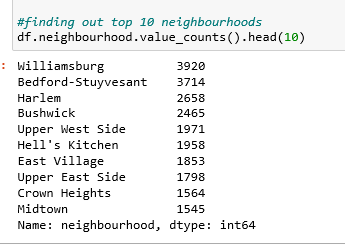 #finding out top 10 neighbourhoods
df.neighbourhood.value_counts().head(10)
: Williamsburg 3920
Bedford-Stuyvesant 3714
Harlem 2658
Bushwick 2465
Upper West Side 1971
Hell's Kitchen 1958
East Village 1853
Upper East Side 1798
Crown Heights 1564
Midtown 1545
Name: neighbourhood, dtype: int64